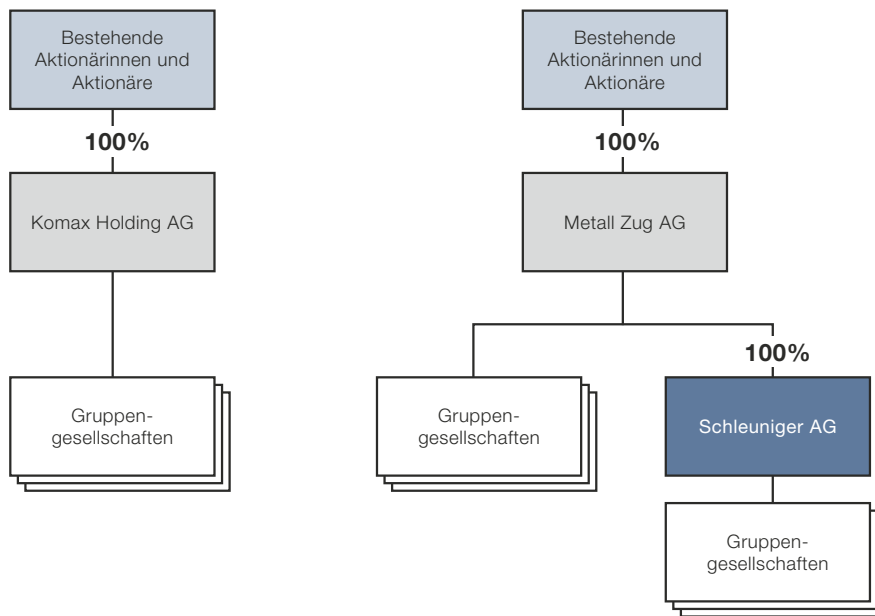 Bestehende
Aktionärinnen und
Aktionäre
100%
Komax Holding AG
Gruppen-
gesellschaften
Bestehende
Aktionärinnen und
Aktionäre
100%
Metall Zug AG
Gruppen-
gesellschaften
100%
Schleuniger AG
Gruppen-
gesellschaften